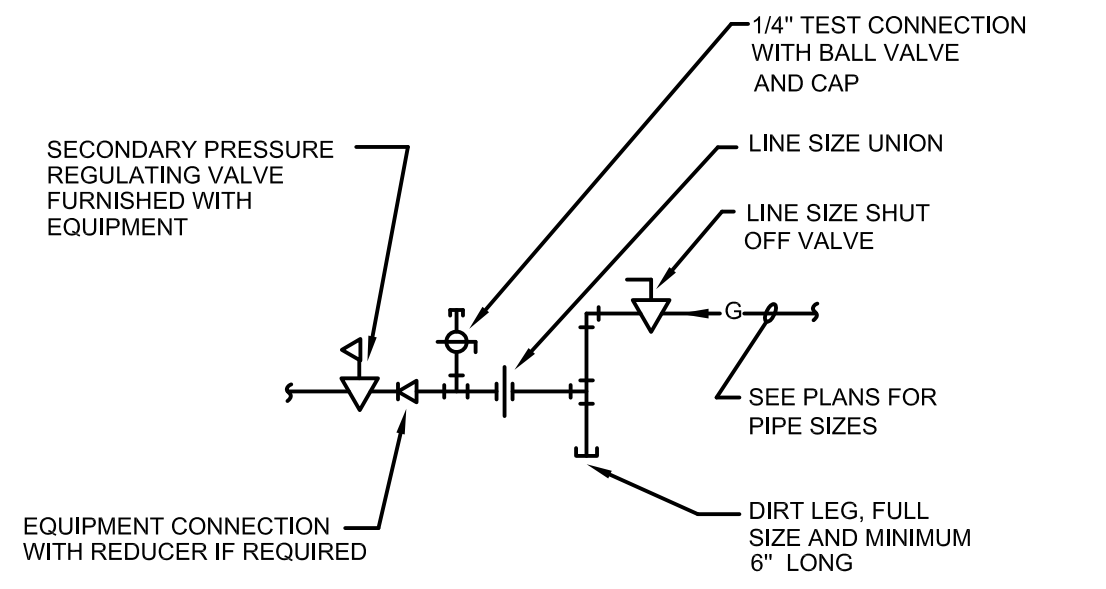 1/4" TEST CONNECTION
WITH BALL VALVE
AND CAP
SECONDARY PRESSURE
REGULATING VALVE
FURNISHED WITH
EQUIPMENT
LINE SIZE UNION
LINE SIZE SHUT
OFF VALVE
G
SEE PLANS FOR
PIPE SIZES
EQUIPMENT CONNECTION
WITH REDUCER IF REQUIRED
DIRT LEG, FULL
SIZE AND MINIMUM
6" LONG